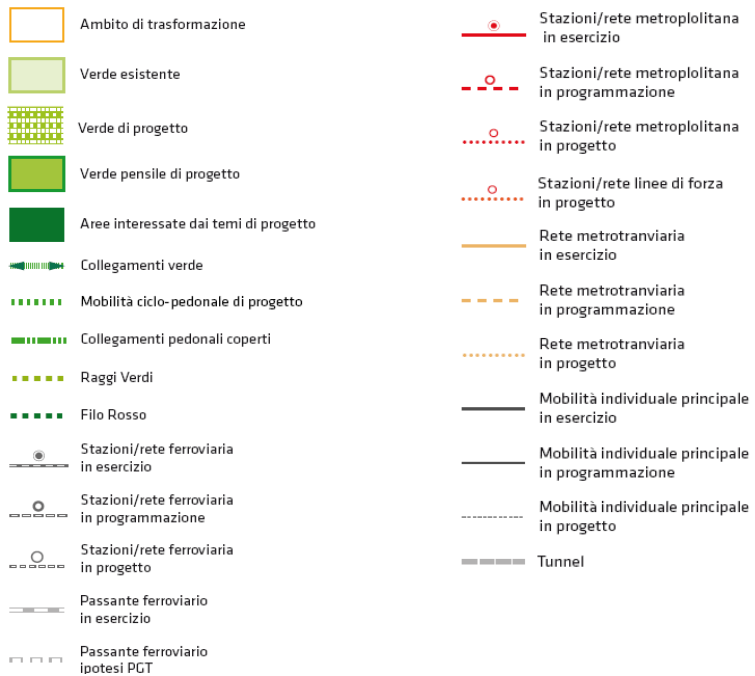 Ambito di trasformazione
Verde esistente
Verde di progetto
Verde pensile di progetto
Aree interessate dai temi di progetto
Collegamenti verde
Mobilità ciclo-pedonale di progetto
Collegamenti pedonali coperti
Raggi Verdi
Filo Rosso
Stazioni/rete ferroviaria
in esercizio
Stazioni/rete ferroviaria
in programmazione
Stazioni/rete ferroviaria
in progetto
Passante ferroviario
in esercizio
Passante ferroviario
ipotesi PGT
Stazioni/rete metroplolitana
in esercizio
Stazioni/rete metroplolitana
in programmazione
Stazioni/rete metroplolitana
in progetto
Stazioni/rete linee di forza
in progetto
Rete metrotranviaria
in esercizio
Rete metrotranviaria
in programmazione
Rete metrotranviaria
in progetto
Mobilità individuale principale
in esercizio
Mobilità individuale principale
in programmazione
Mobilità individuale principale
in progetto
Tunnel